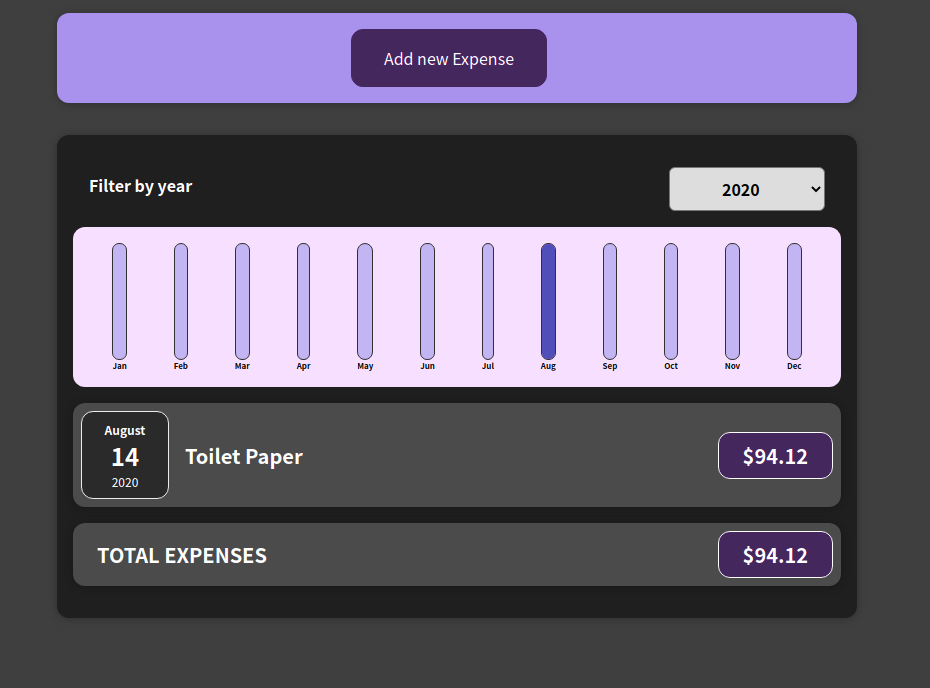 Add new Expense
Filter by year
2020
Jan Feb Mar Apr May Jun Jul Aug Sep Oct Nov Dec
August
14
2020
Toilet Paper
$94.12
TOTAL EXPENSES
$94.12